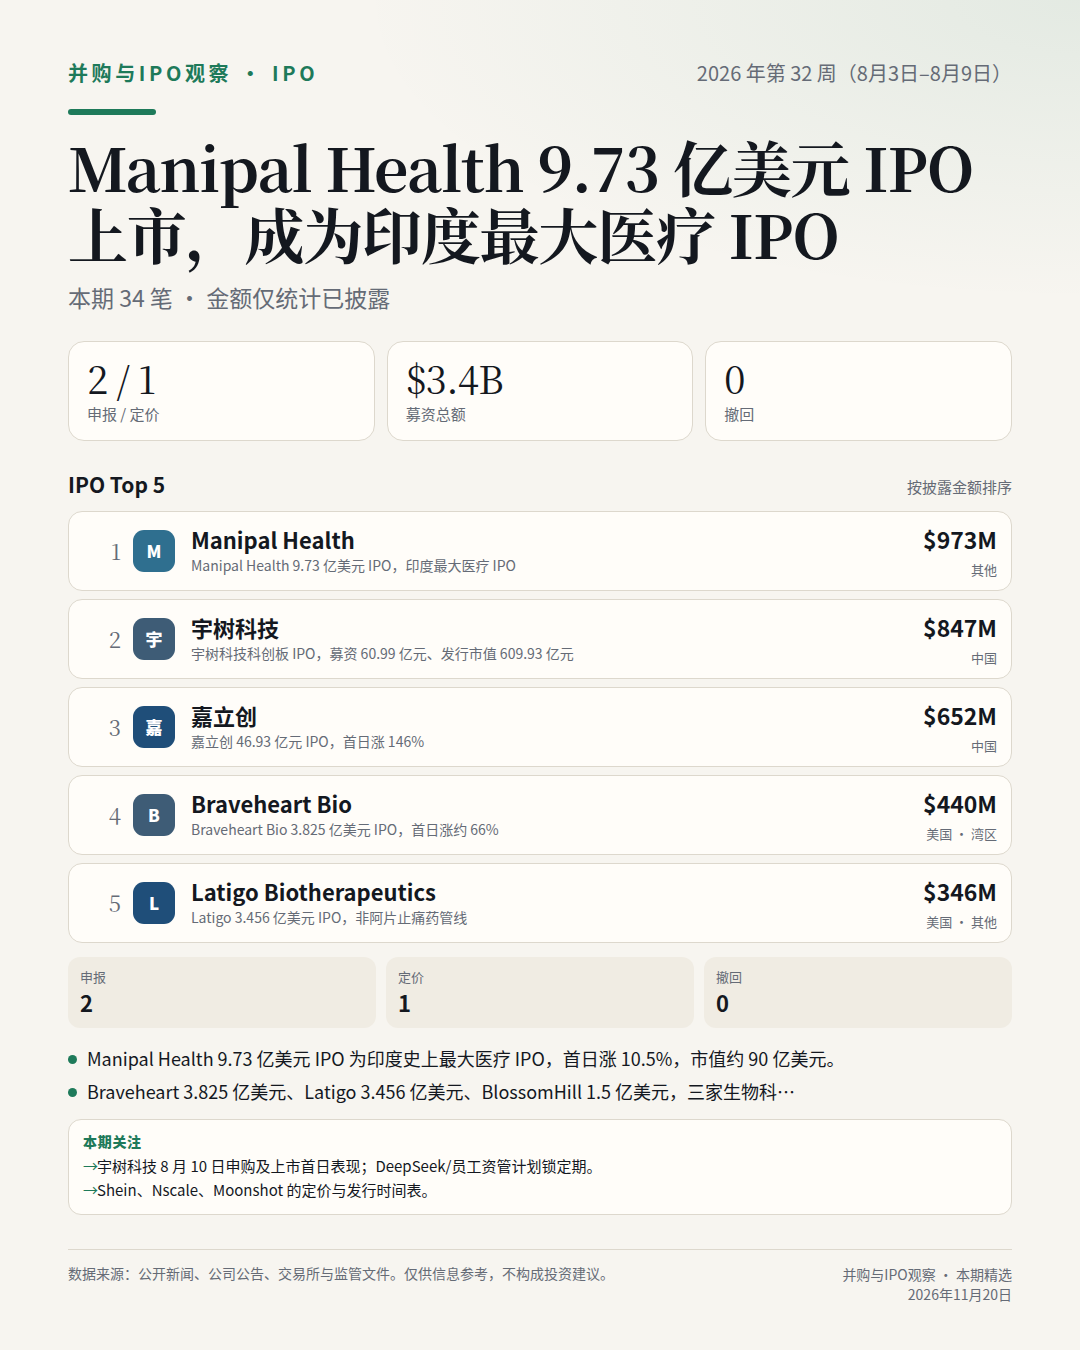 并购与IPO观察 · IPO
2026 年第 32 周（8月3日–8月9日）
Manipal Health 9.73 亿美元 IPO
上市，成为印度最大医疗 IPO
本期 34 笔 · 金额仅统计已披露
2 / 1
申报 / 定价
$3.4B
募资总额
0
撤回
IPO Top 5
按披露金额排序
1
M
Manipal Health
Manipal Health 9.73 亿美元 IPO，印度最大医疗 IPO
$973M
其他
2
宇
宇树科技
宇树科技科创板 IPO，募资 60.99 亿元、发行市值 609.93 亿元
$847M
中国
3
嘉
嘉立创
嘉立创 46.93 亿元 IPO，首日涨 146%
$652M
中国
4
B
Braveheart Bio
Braveheart Bio 3.825 亿美元 IPO，首日涨约 66%
$440M
美国 · 湾区
5
L
Latigo Biotherapeutics
Latigo 3.456 亿美元 IPO，非阿片止痛药管线
$346M
美国 · 其他
申报
2
定价
1
撤回
0
Manipal Health 9.73 亿美元 IPO 为印度史上最大医疗 IPO，首日涨 10.5%，市值约 90 亿美元。
Braveheart 3.825 亿美元、Latigo 3.456 亿美元、BlossomHill 1.5 亿美元，三家生物科…
本期关注
→宇树科技 8 月 10 日申购及上市首日表现；DeepSeek/员工资管计划锁定期。
→Shein、Nscale、Moonshot 的定价与发行时间表。
数据来源：公开新闻、公司公告、交易所与监管文件。仅供信息参考，不构成投资建议。
并购与IPO观察 · 本期精选
2026年11月20日